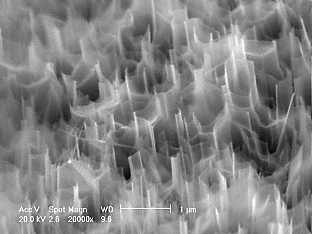 Acc V Spot Magn WD 1 μm
20.0 kV 2.6 20000x 9.6